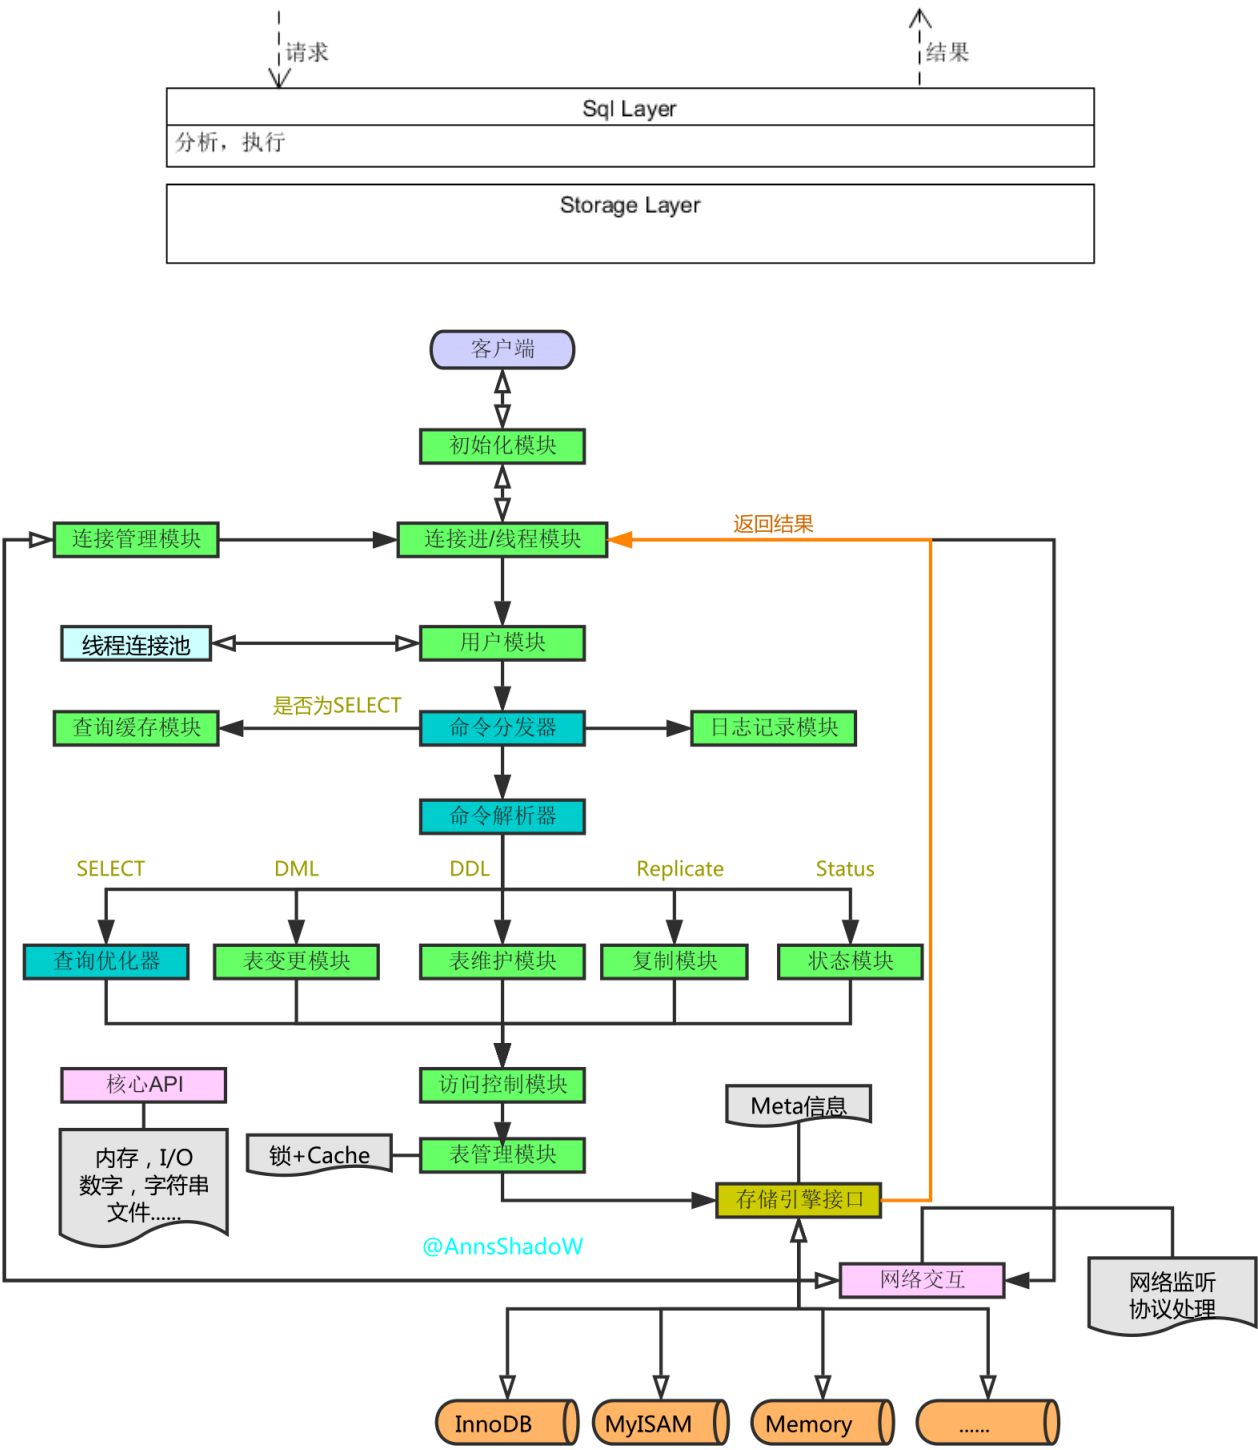 请求
结果
Sql Layer
分析，执行
Storage Layer
客户端
初始化模块
返回结果
连接管理模块
连接进/线程模块
线程连接池
用户模块
是否为SELECT
查询缓存模块
命令分发器
日志记录模块
命令解析器
SELECT
DML
DDL
Replicate
Status
查询优化器
表变更模块
表维护模块
复制模块
状态模块
核心API
访问控制模块
Meta信息
内存，I/O
数字，字符串
文件......
锁+Cache
表管理模块
存储引擎接口
@AnnsShadoW
网络交互
网络监听
协议处理
InnoDB
MyISAM
Memory
......